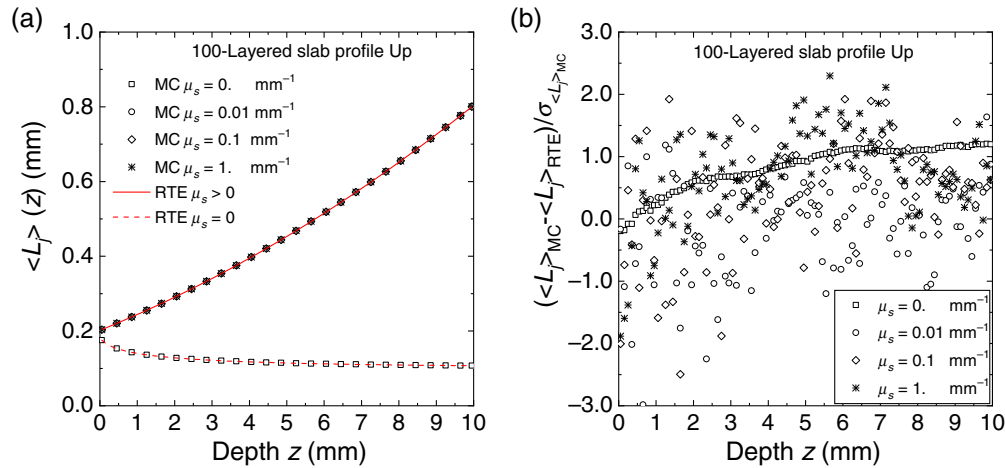 (a)
100-Layered slab profile Up
MC μs = 0. mm−1
MC μs = 0.01 mm−1
MC μs = 0.1 mm−1
MC μs = 1. mm−1
RTE μs > 0
RTE μs = 0
1.0
0.8
0.6
0.4
0.2
0.0
<Lj> (z) (mm)
0 1 2 3 4 5 6 7 8 9 10
Depth z (mm)
(b)
100-Layered slab profile Up
3.0
2.0
1.0
0.0
−1.0
−2.0
−3.0
(<Lj>MC-<Lj>RTE)/σ<Lj>MC
μs = 0. mm−1
μs = 0.01 mm−1
μs = 0.1 mm−1
μs = 1. mm−1
0 1 2 3 4 5 6 7 8 9 10
Depth z (mm)